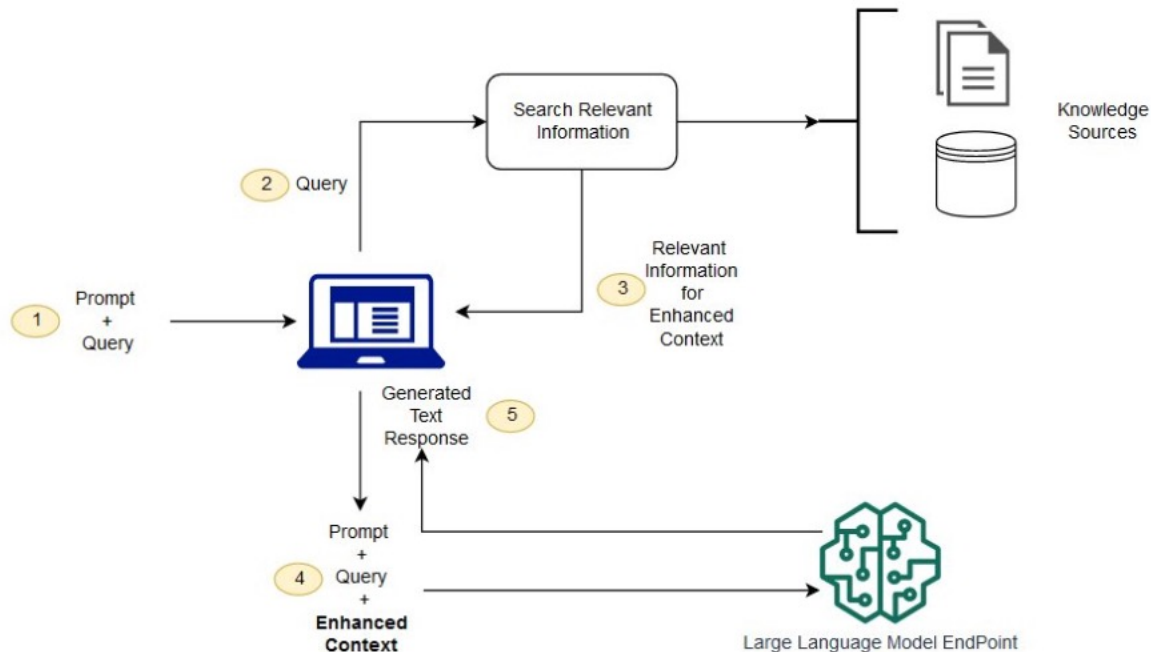 Search Relevant
Information
Knowledge
Sources
2
Query
Relevant
Information
for
Enhanced
Context
3
1
Prompt
+
Query
Generated
Text
Response
5
Prompt
+
Query
+
Enhanced
Context
4
Large Language Model EndPoint